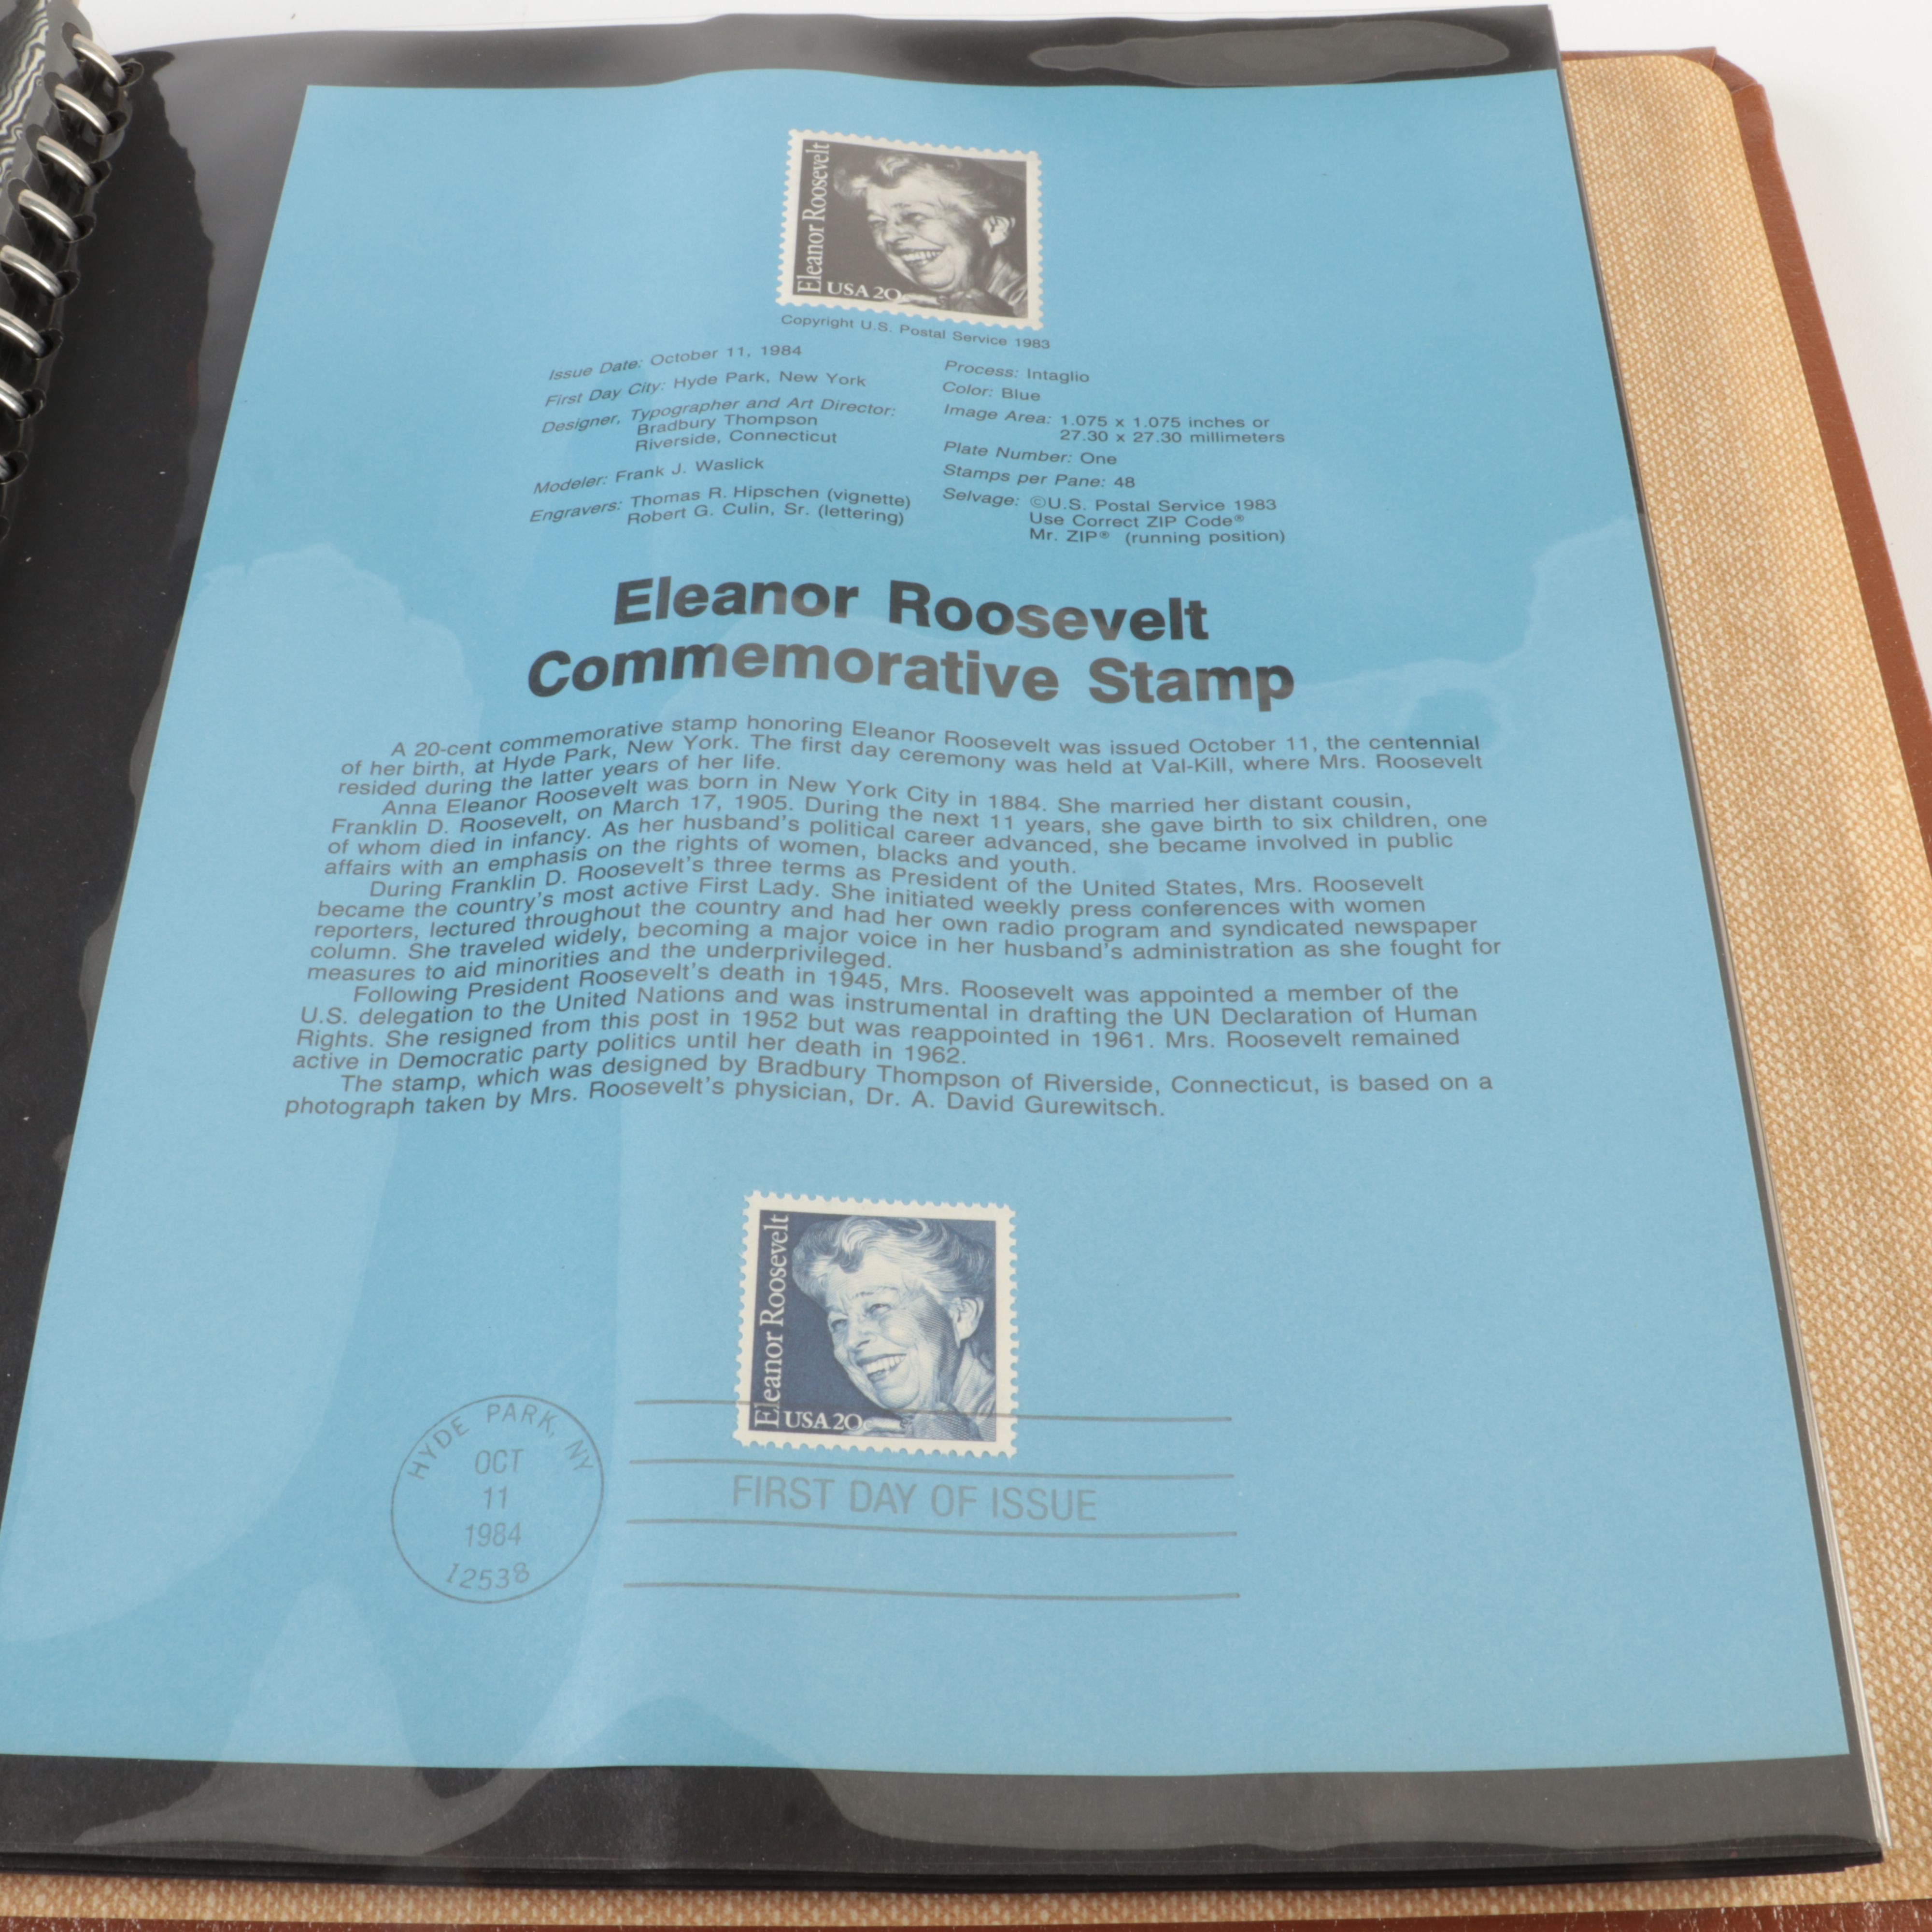 Eleanor Roosevelt
USA 20c
Copyright U.S. Postal Service 1983
Issue Date: October 11, 1984
First Day City: Hyde Park, New York
Designer, Typographer and Art Director:
Bradbury Thompson
Riverside, Connecticut
Modeler: Frank J. Waslick
Engravers: Thomas R. Hipschen (vignette)
Robert G. Culin, Sr. (lettering)
Process: Intaglio
Color: Blue
Image Area: 1.075 x 1.075 inches or
27.30 x 27.30 millimeters
Plate Number: One
Stamps per Pane: 48
Selvage: ©U.S. Postal Service 1983
Use Correct ZIP Code®
Mr. ZIP® (running position)
Eleanor Roosevelt
Commemorative Stamp
A 20-cent commemorative stamp honoring Eleanor Roosevelt was issued October 11, the centennial
of her birth, at Hyde Park, New York. The first day ceremony was held at Val-Kill, where Mrs. Roosevelt
resided during the latter years of her life.
Anna Eleanor Roosevelt was born in New York City in 1884. She married her distant cousin,
Franklin D. Roosevelt, on March 17, 1905. During the next 11 years, she gave birth to six children, one
of whom died in infancy. As her husband's political career advanced, she became involved in public
affairs with an emphasis on the rights of women, blacks and youth.
During Franklin D. Roosevelt's three terms as President of the United States, Mrs. Roosevelt
became the country's most active First Lady. She initiated weekly press conferences with women
reporters, lectured throughout the country and had her own radio program and syndicated newspaper
column. She traveled widely, becoming a major voice in her husband's administration as she fought for
measures to aid minorities and the underprivileged.
Following President Roosevelt's death in 1945, Mrs. Roosevelt was appointed a member of the
U.S. delegation to the United Nations and was instrumental in drafting the UN Declaration of Human
Rights. She resigned from this post in 1952 but was reappointed in 1961. Mrs. Roosevelt remained
active in Democratic party politics until her death in 1962.
The stamp, which was designed by Bradbury Thompson of Riverside, Connecticut, is based on a
photograph taken by Mrs. Roosevelt's physician, Dr. A. David Gurewitsch.
Eleanor Roosevelt
USA 20c
HYDE PARK, NY
OCT
11
1984
12538
FIRST DAY OF ISSUE